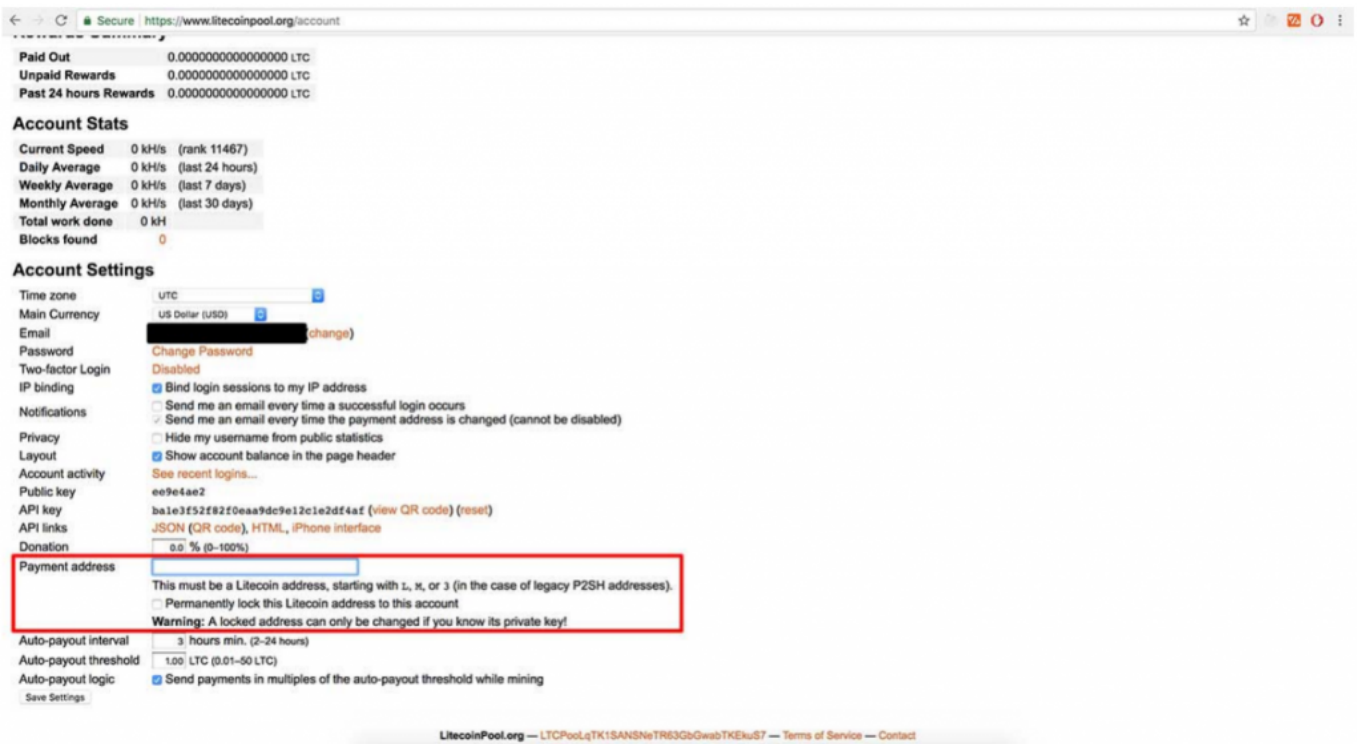 Secure | https://www.litecoinpool.org/account
Rewards Summary
Paid Out 0.0000000000000000 LTC
Unpaid Rewards 0.0000000000000000 LTC
Past 24 hours Rewards 0.0000000000000000 LTC
Account Stats
Current Speed 0 kH/s (rank 11467)
Daily Average 0 kH/s (last 24 hours)
Weekly Average 0 kH/s (last 7 days)
Monthly Average 0 kH/s (last 30 days)
Total work done 0 kH
Blocks found 0
Account Settings
Time zone UTC
Main Currency US Dollar (USD)
Email (change)
Password Change Password
Two-factor Login Disabled
IP binding Bind login sessions to my IP address
Notifications Send me an email every time a successful login occurs
Send me an email every time the payment address is changed (cannot be disabled)
Privacy Hide my username from public statistics
Layout Show account balance in the page header
Account activity See recent logins...
Public key ee9e4ae2
API key ba1e3f52f82f0eaa9dc9e12c1e2df4af (view QR code) (reset)
API links JSON (QR code), HTML, iPhone interface
Donation 0.0 % (0–100%)
Payment address
This must be a Litecoin address, starting with L, M, or 3 (in the case of legacy P2SH addresses).
Permanently lock this Litecoin address to this account
Warning: A locked address can only be changed if you know its private key!
Auto-payout interval 3 hours min. (2–24 hours)
Auto-payout threshold 1.00 LTC (0.01–50 LTC)
Auto-payout logic Send payments in multiples of the auto-payout threshold while mining
Save Settings
LitecoinPool.org — LTCPooLqTK1SANSNeTR63GbGwabTKEkuS7 — Terms of Service — Contact